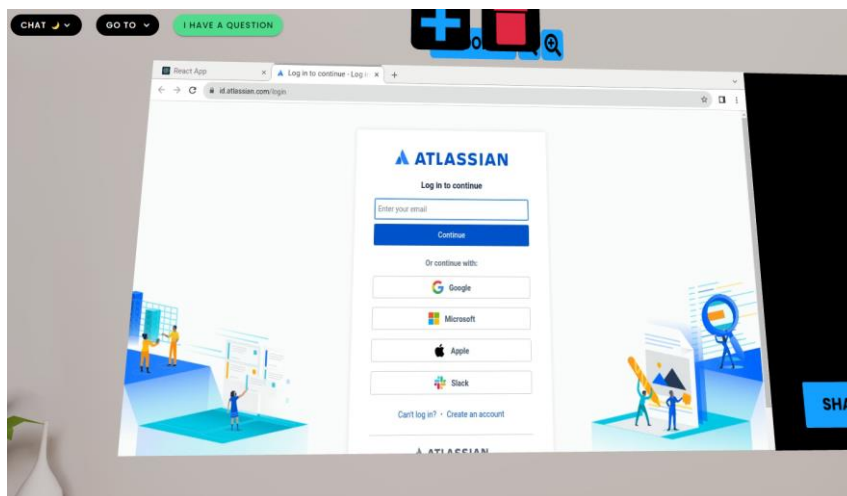 CHAT
GO TO
I HAVE A QUESTION
React App
Log in to continue - Log in
id.atlassian.com/login
ATLASSIAN
Log in to continue
Enter your email
Continue
Or continue with:
Google
Microsoft
Apple
Slack
Can't log in? • Create an account
ATLASSIAN
SHA